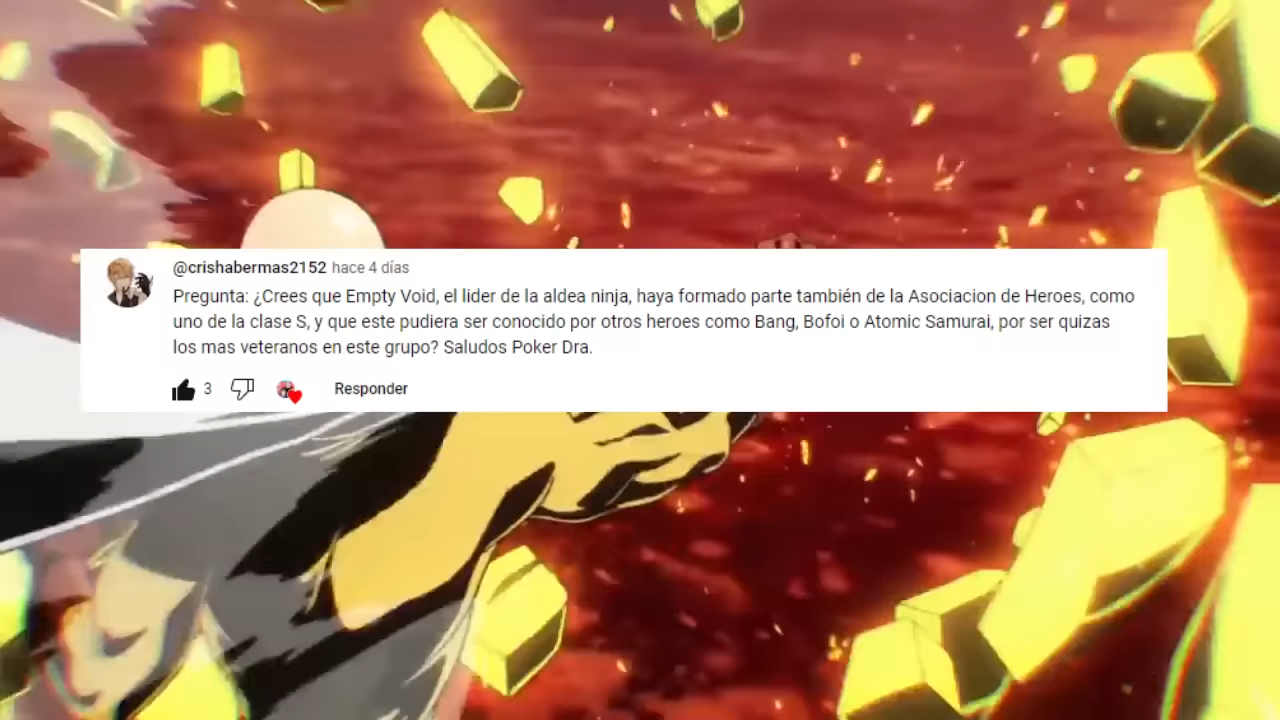 @crishabermas2152 hace 4 días
Pregunta: ¿Crees que Empty Void, el lider de la aldea ninja, haya formado parte también de la Asociacion de Heroes, como
uno de la clase S, y que este pudiera ser conocido por otros heroes como Bang, Bofoi o Atomic Samurai, por ser quizas
los mas veteranos en este grupo? Saludos Poker Dra.
3 Responder